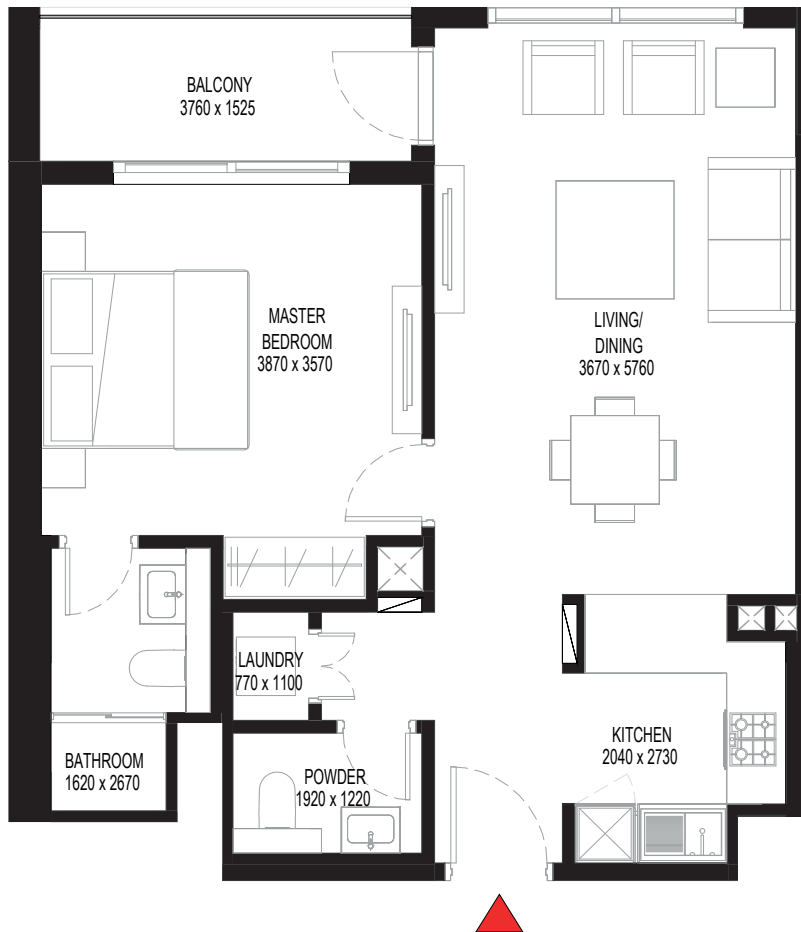 BALCONY
3760 x 1525
MASTER
BEDROOM
3870 x 3570
LIVING/
DINING
3670 x 5760
LAUNDRY
770 x 1100
KITCHEN
2040 x 2730
BATHROOM
1620 x 2670
POWDER
1920 x 1220